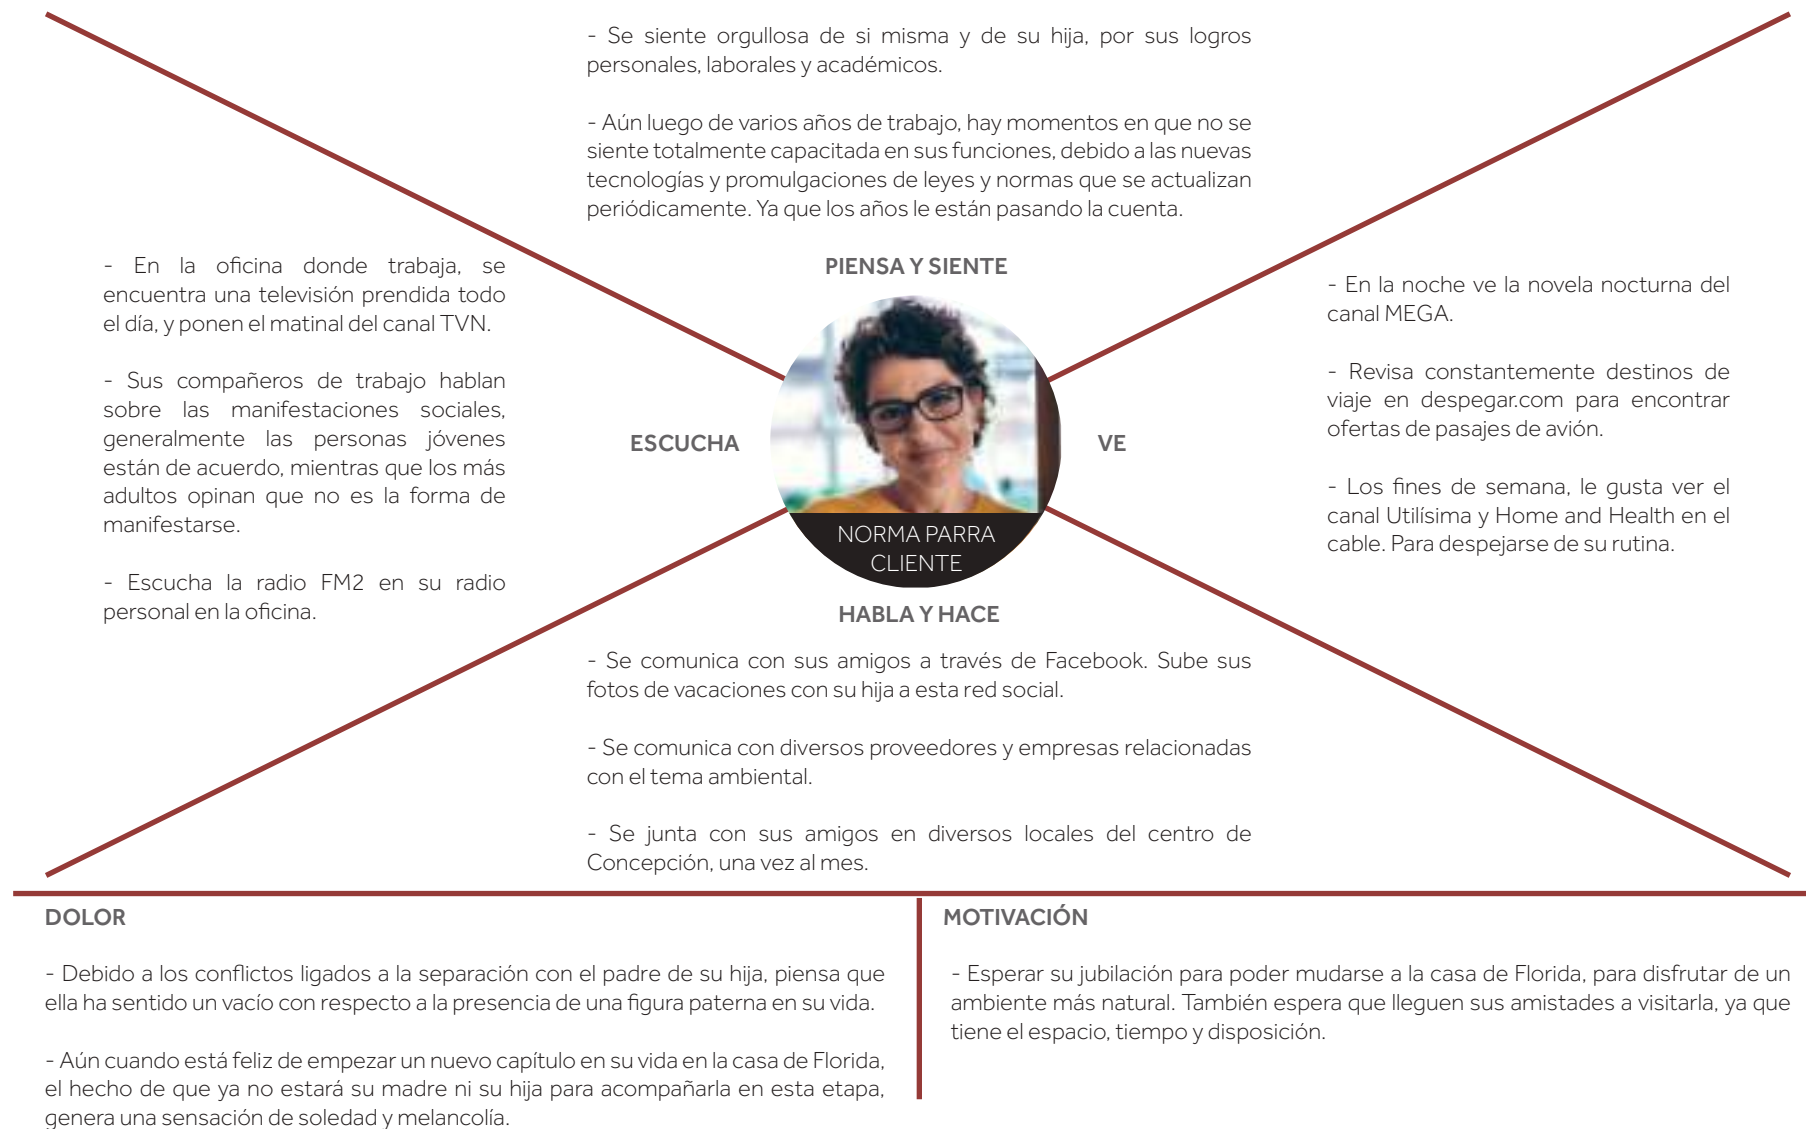 - Se siente orgullosa de si misma y de su hija, por sus logros
personales, laborales y académicos.
- Aún luego de varios años de trabajo, hay momentos en que no se
siente totalmente capacitada en sus funciones, debido a las nuevas
tecnologías y promulgaciones de leyes y normas que se actualizan
periódicamente. Ya que los años le están pasando la cuenta.
PIENSA Y SIENTE
- En la oficina donde trabaja, se
encuentra una televisión prendida todo
el día, y ponen el matinal del canal TVN.
- Sus compañeros de trabajo hablan
sobre las manifestaciones sociales,
generalmente las personas jóvenes
están de acuerdo, mientras que los más
adultos opinan que no es la forma de
manifestarse.
- Escucha la radio FM2 en su radio
personal en la oficina.
ESCUCHA
NORMA PARRA
CLIENTE
VE
- En la noche ve la novela nocturna del
canal MEGA.
- Revisa constantemente destinos de
viaje en despegar.com para encontrar
ofertas de pasajes de avión.
- Los fines de semana, le gusta ver el
canal Utilísima y Home and Health en el
cable. Para despejarse de su rutina.
HABLA Y HACE
- Se comunica con sus amigos a través de Facebook. Sube sus
fotos de vacaciones con su hija a esta red social.
- Se comunica con diversos proveedores y empresas relacionadas
con el tema ambiental.
- Se junta con sus amigos en diversos locales del centro de
Concepción, una vez al mes.
DOLOR
- Debido a los conflictos ligados a la separación con el padre de su hija, piensa que
ella ha sentido un vacío con respecto a la presencia de una figura paterna en su vida.
- Aún cuando está feliz de empezar un nuevo capítulo en su vida en la casa de Florida,
el hecho de que ya no estará su madre ni su hija para acompañarla en esta etapa,
genera una sensación de soledad y melancolía.
MOTIVACIÓN
- Esperar su jubilación para poder mudarse a la casa de Florida, para disfrutar de un
ambiente más natural. También espera que lleguen sus amistades a visitarla, ya que
tiene el espacio, tiempo y disposición.